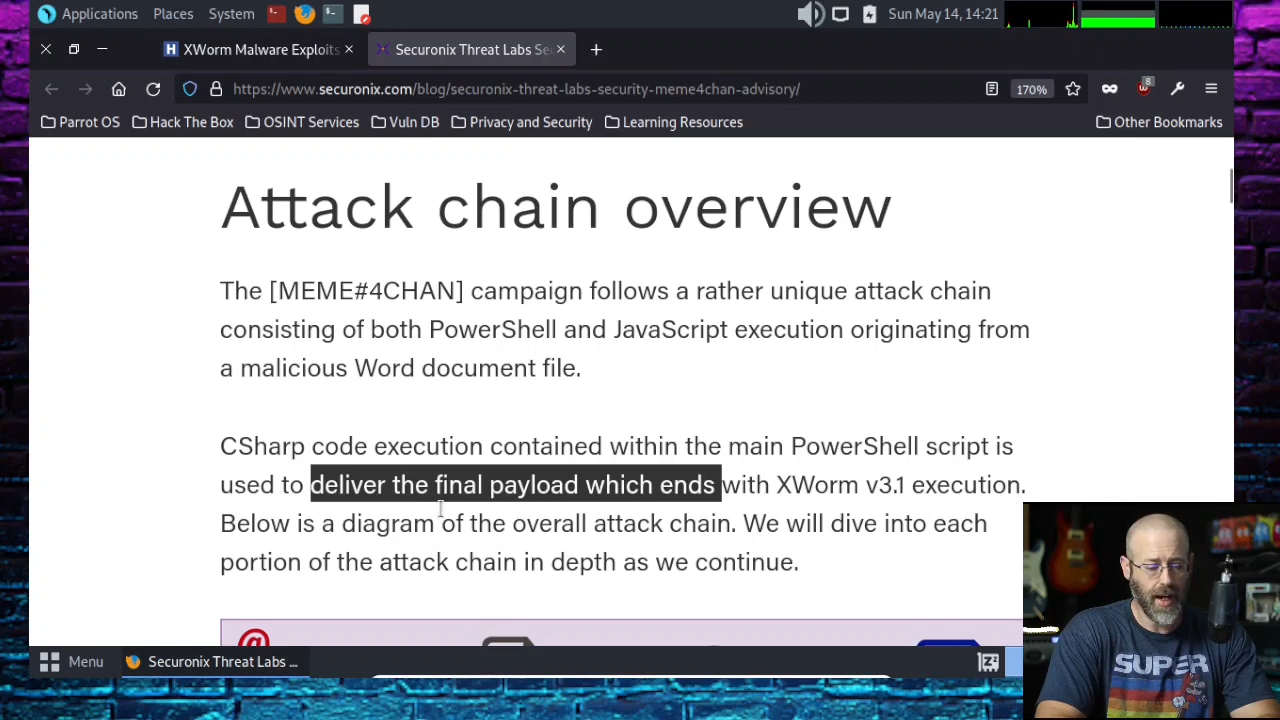 Applications Places System Sun May 14, 14:21
XWorm Malware Exploits Securonix Threat Labs Se
https://www.securonix.com/blog/securonix-threat-labs-security-meme4chan-advisory/ 170% 8
Parrot OS Hack The Box OSINT Services Vuln DB Privacy and Security Learning Resources Other Bookmarks
Attack chain overview
The [MEME#4CHAN] campaign follows a rather unique attack chain
consisting of both PowerShell and JavaScript execution originating from
a malicious Word document file.
CSharp code execution contained within the main PowerShell script is
used to deliver the final payload which ends with XWorm v3.1 execution.
Below is a diagram of the overall attack chain. We will dive into each
portion of the attack chain in depth as we continue.
@
Menu Securonix Threat Labs ...
SUPER